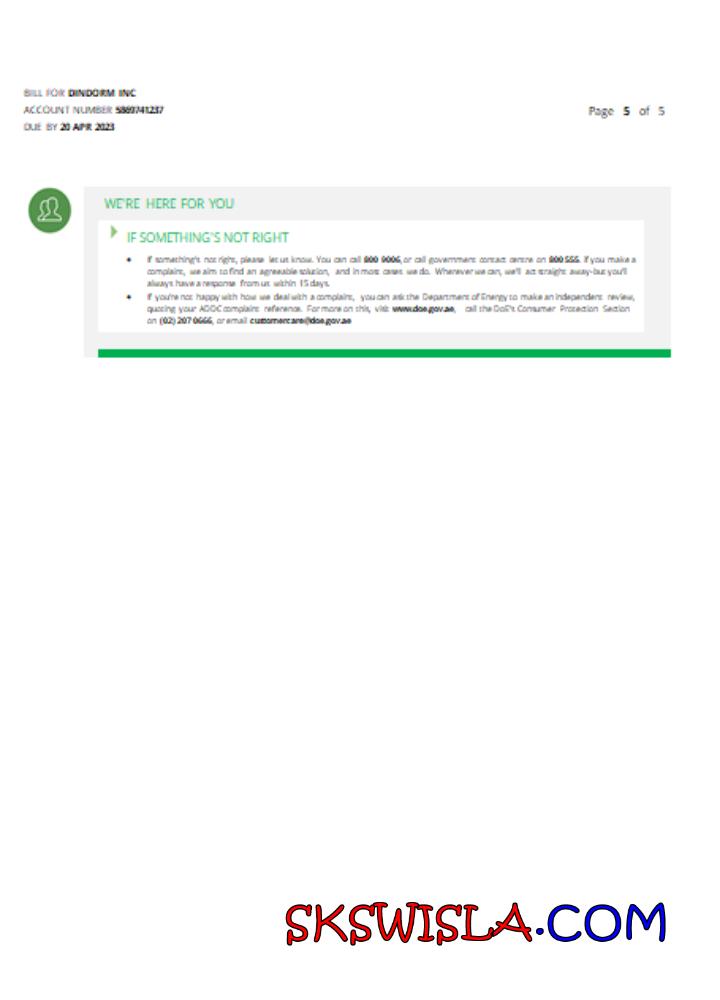 BILL FOR DINDORM INC
ACCOUNT NUMBER 5869741237
Page 5 of 5
DUE BY 20 APR 2023
WE'RE HERE FOR YOU
IF SOMETHING'S NOT RIGHT
• If something's not right, please let us know. You can call 800 9006, or call government contact centre on 800 555. If you make a
complaint, we aim to find an agreeable solution, and in most cases we do. Wherever we can, we'll act straight away-but you'll
always have a response from us within 15 days.
• If you're not happy with how we deal with a complaint, you can ask the Department of Energy to make an independent review,
quoting your ADDC complaint reference. For more on this, visit www.doe.gov.ae, call the DoE's Consumer Protection Section
on (02) 207 0666, or email customercare@doe.gov.ae
SKSWISLA.COM